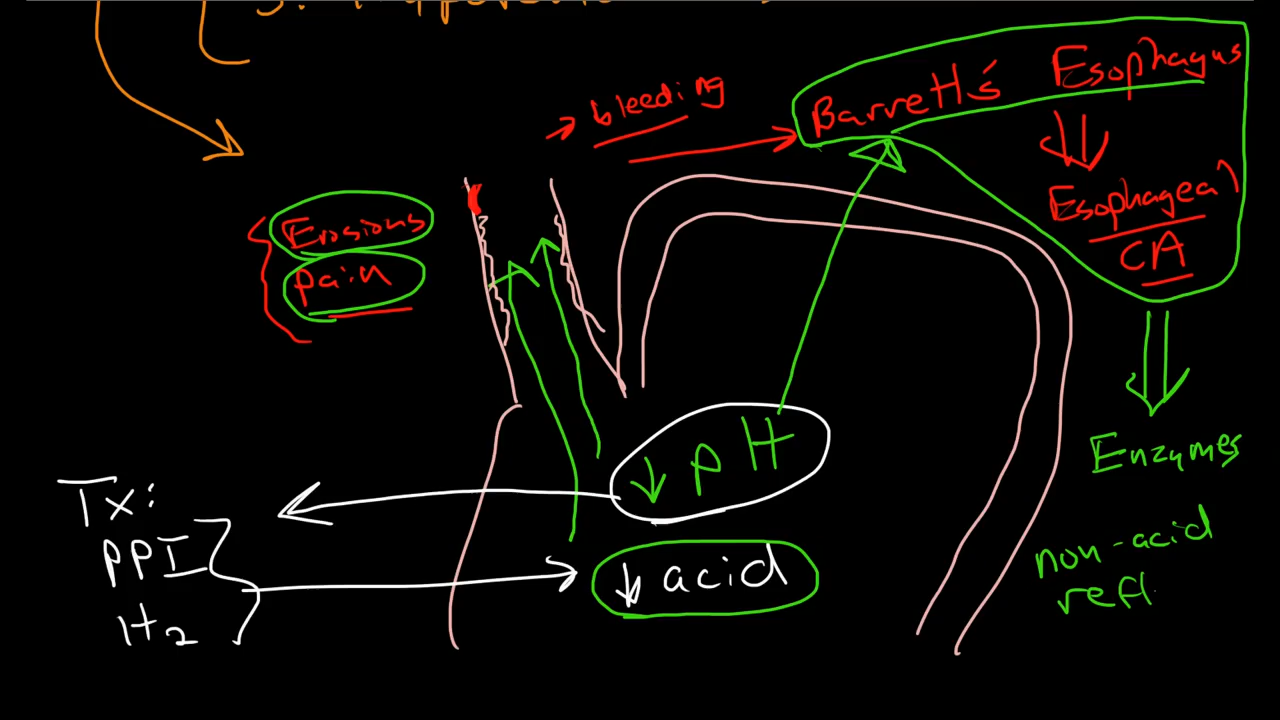 → bleeding
Barrett's Esophagus
Esophageal
CA
Erosions
pain
↓ pH
↓ acid
Tx:
PPI
H2
Enzymes
non-acid
refl